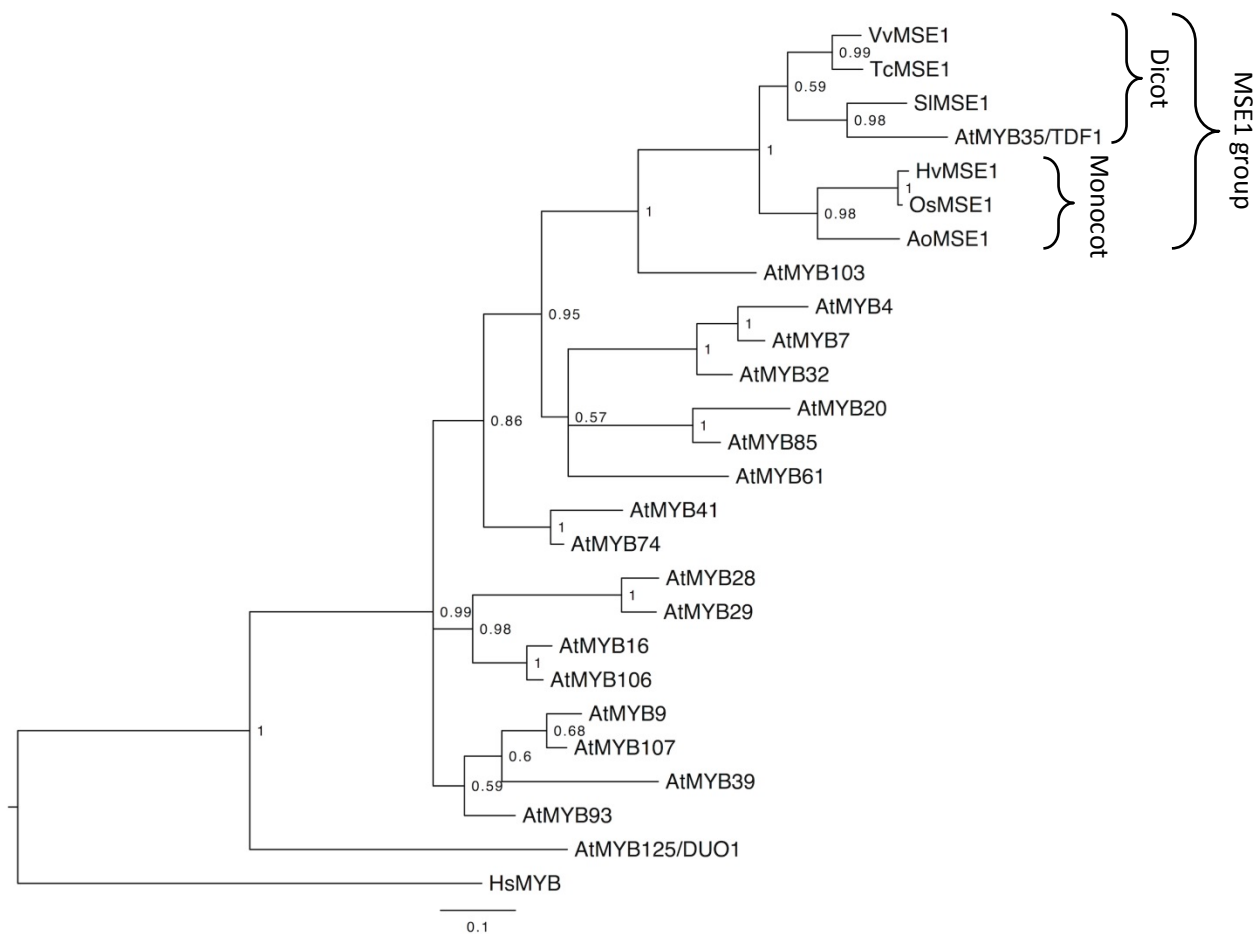 VvMSE1
0.99
TcMSE1
0.59
SlMSE1
0.98
AtMYB35/TDF1
Dicot
MSE1 group
1
HvMSE1
1
OsMSE1
0.98
AoMSE1
Monocot
1
AtMYB103
0.95
AtMYB4
1
AtMYB7
1
AtMYB32
0.57
AtMYB20
1
AtMYB85
0.86
AtMYB61
AtMYB41
1
AtMYB74
AtMYB28
1
AtMYB29
0.99
0.98
AtMYB16
1
AtMYB106
AtMYB9
0.68
AtMYB107
0.6
AtMYB39
0.59
AtMYB93
1
AtMYB125/DUO1
HsMYB
0.1